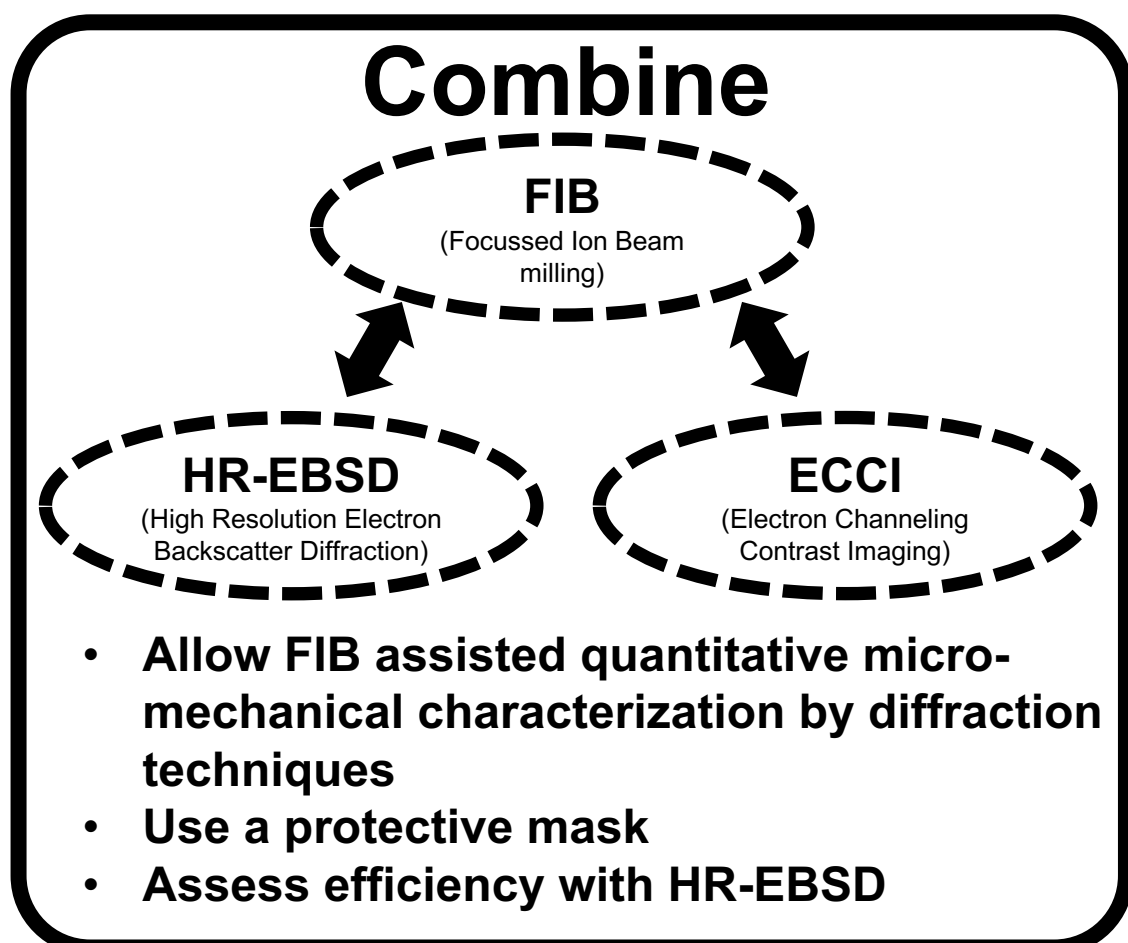 Combine
FIB
(Focussed Ion Beam
milling)
HR-EBSD
(High Resolution Electron
Backscatter Diffraction)
ECCI
(Electron Channeling
Contrast Imaging)
• Allow FIB assisted quantitative micro-
mechanical characterization by diffraction
techniques
• Use a protective mask
• Assess efficiency with HR-EBSD